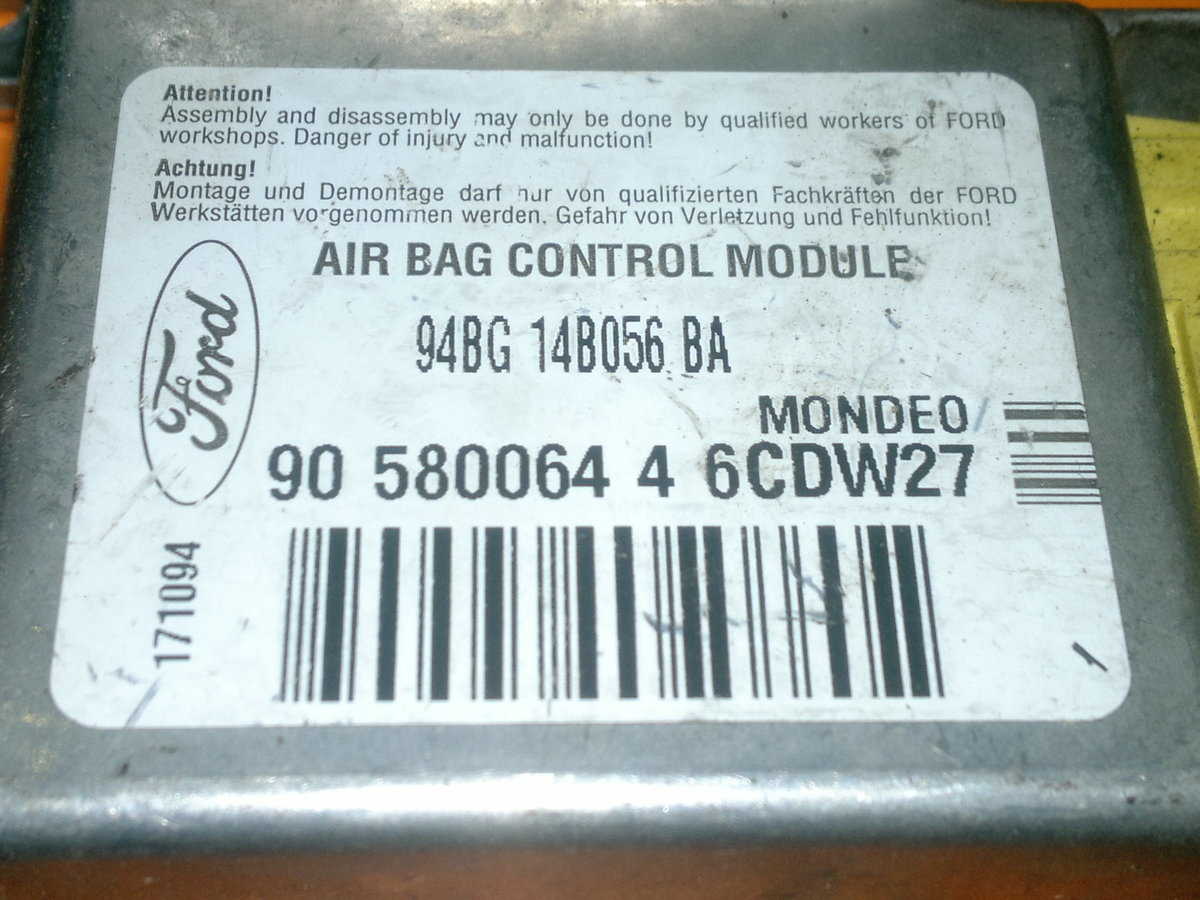 Attention!
Assembly and disassembly may only be done by qualified workers of FORD
workshops. Danger of injury and malfunction!
Achtung!
Montage und Demontage darf nur von qualifizierten Fachkräften der FORD
Werkstätten vorgenommen werden. Gefahr von Verletzung und Fehlfunktion!
AIR BAG CONTROL MODULE
Ford
94BG 14B056 BA
MONDEO
90 580064 4 6CDW27
171094